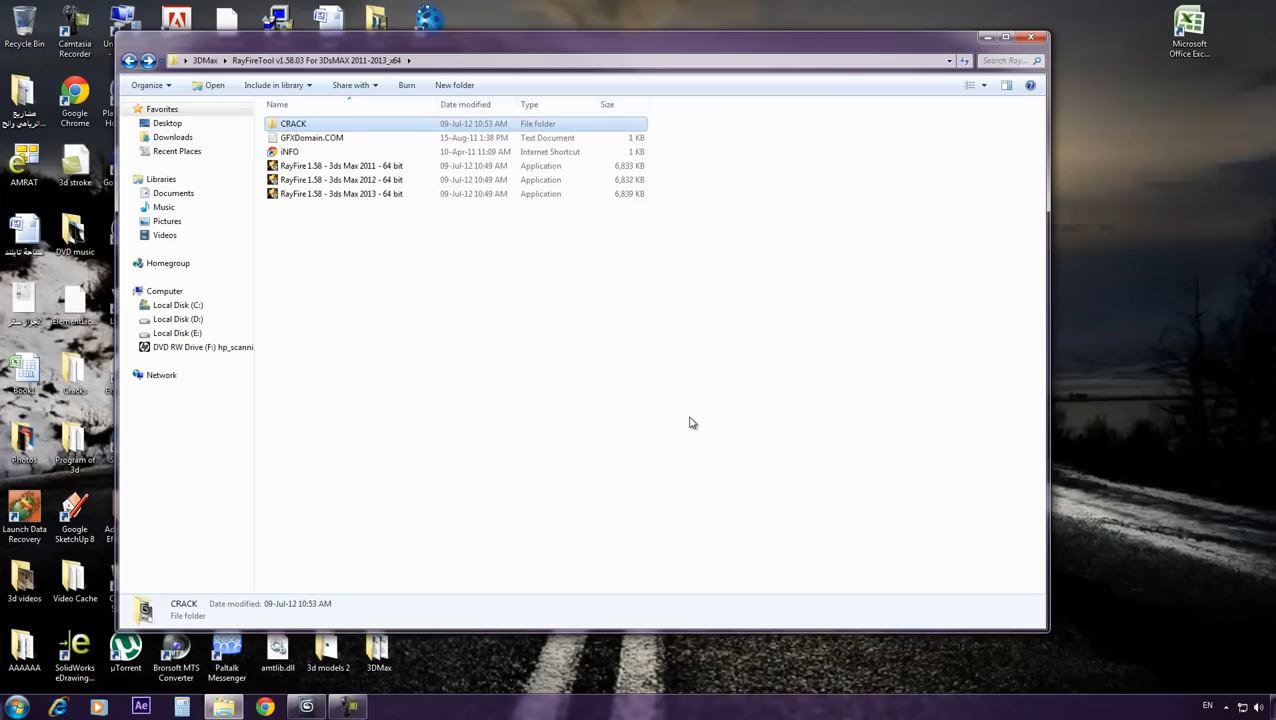 Recycle Bin
Camtasia
Recorder
Un
Microsoft
Office Exc...
3DMax
RayFireTool v1.58.03 For 3DsMAX 2011-2013_x64
Search Ray...
Organize
Open
Include in library
Share with
Burn
New folder
Name
Date modified
Type
Size
Favorites
Desktop
Downloads
Recent Places
Libraries
Documents
Music
Pictures
Videos
Homegroup
Computer
Local Disk (C:)
Local Disk (D:)
Local Disk (E:)
DVD RW Drive (F:) hp_scanni
Network
CRACK 09-Jul-12 10:53 AM File folder
GFXDomain.COM 15-Aug-11 1:38 PM Text Document 1 KB
iNFO 10-Apr-11 11:09 AM Internet Shortcut 1 KB
RayFire 1.58 - 3ds Max 2011 - 64 bit 09-Jul-12 10:49 AM Application 6,833 KB
RayFire 1.58 - 3ds Max 2012 - 64 bit 09-Jul-12 10:49 AM Application 6,832 KB
RayFire 1.58 - 3ds Max 2013 - 64 bit 09-Jul-12 10:49 AM Application 6,839 KB
مشاريع
Google
Chrome
AMRAT
3d stroke
DVD music
ElementLic...
Book1
Cracks
Photos
Program of
3d
Launch Data
Recovery
Google
SketchUp 8
3d videos
Video Cache
CRACK Date modified: 09-Jul-12 10:53 AM
File folder
AAAAAA
SolidWorks
eDrawing...
µTorrent
Brorsoft MTS
Converter
Paltalk
Messenger
amtlib.dll
3d models 2
3DMax
Ae
EN